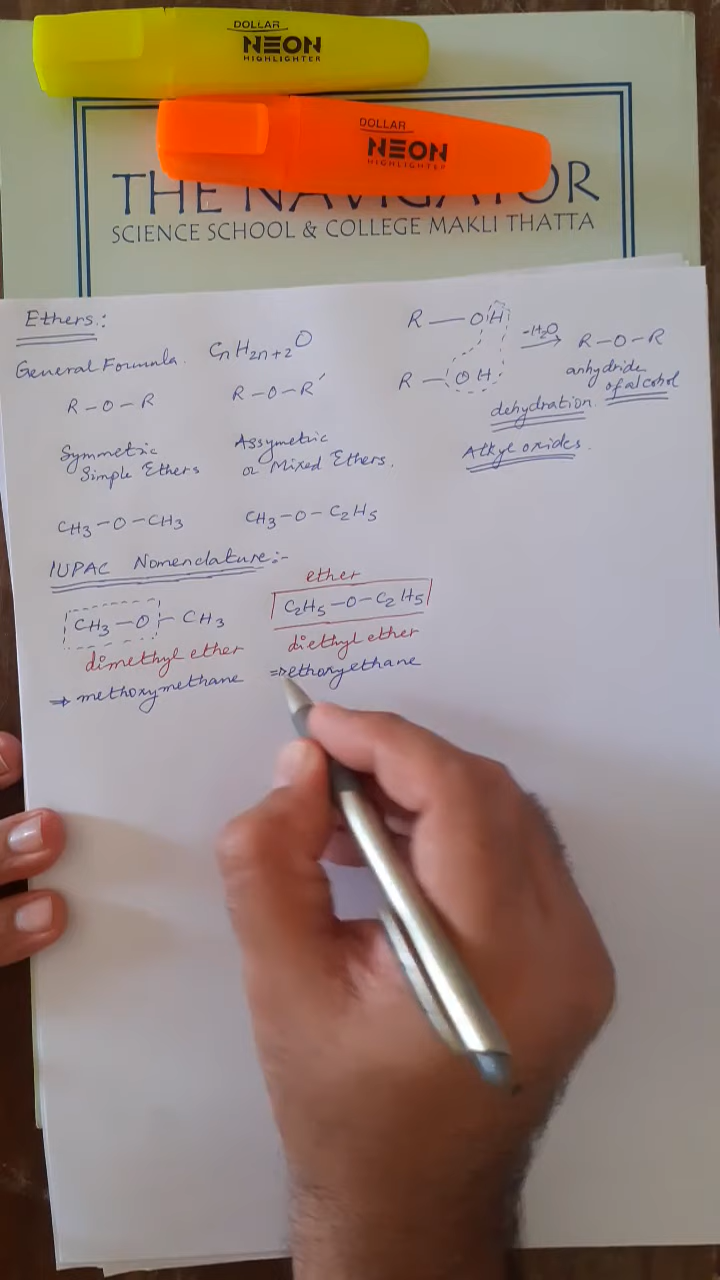 DOLLAR
NEON
HIGHLIGHTER
DOLLAR
NEON
HIGHLIGHTER
THE NAVIGATOR
SCIENCE SCHOOL & COLLEGE MAKLI THATTA
Ethers:
General Formula. CnH2n+2O
R-O-R R-O-R′
Symmetric
Simple Ethers
Assymetric
or Mixed Ethers.
CH3-O-CH3 CH3-O-C2H5
R — OH
R — OH
-H2O
R-O-R
anhydride
of alcohol
dehydration.
Alkyl oxides.
IUPAC Nomenclature:-
CH3-O-CH3
dimethyl ether
⇒ methoxymethane
ether
C2H5-O-C2H5
diethyl ether
⇒ ethoxyethane